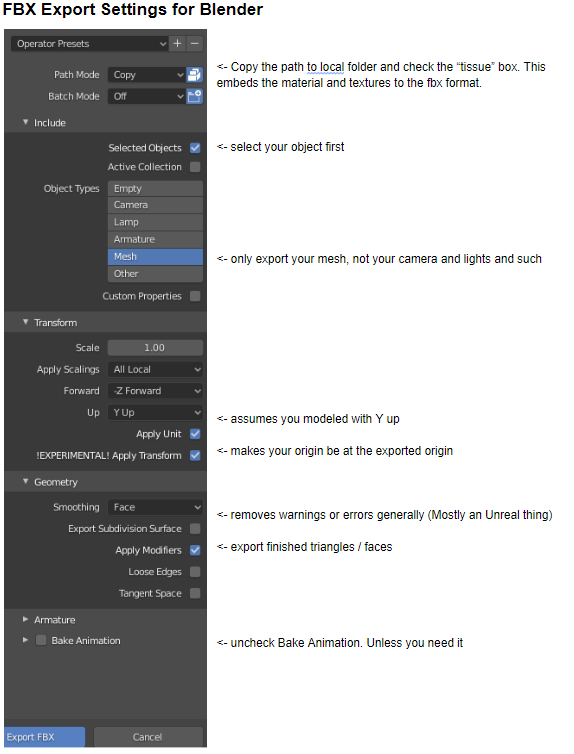 FBX Export Settings for Blender
Operator Presets
Path Mode Copy
<- Copy the path to local folder and check the “tissue” box. This
embeds the material and textures to the fbx format.
Batch Mode Off
Include
Selected Objects <- select your object first
Active Collection
Object Types Empty
Camera
Lamp
Armature
Mesh <- only export your mesh, not your camera and lights and such
Other
Custom Properties
Transform
Scale 1.00
Apply Scalings All Local
Forward -Z Forward
Up Y Up <- assumes you modeled with Y up
Apply Unit
!EXPERIMENTAL! Apply Transform <- makes your origin be at the exported origin
Geometry
Smoothing Face <- removes warnings or errors generally (Mostly an Unreal thing)
Export Subdivision Surface
Apply Modifiers <- export finished triangles / faces
Loose Edges
Tangent Space
Armature
Bake Animation <- uncheck Bake Animation. Unless you need it
Export FBX Cancel